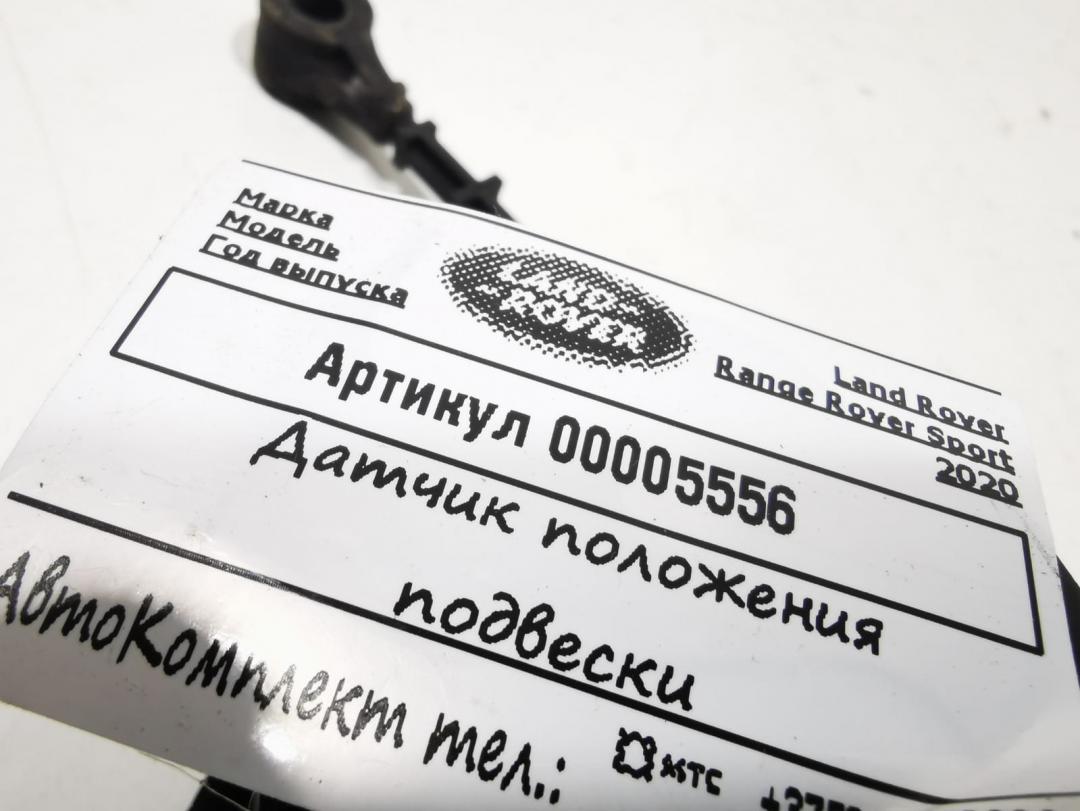 Марка
Модель
Год выпуска
LAND
ROVER
Land Rover
Range Rover Sport
2020
Артикул 00005556
Датчик положения
подвески
АвтоКомплект тел.:
мтс